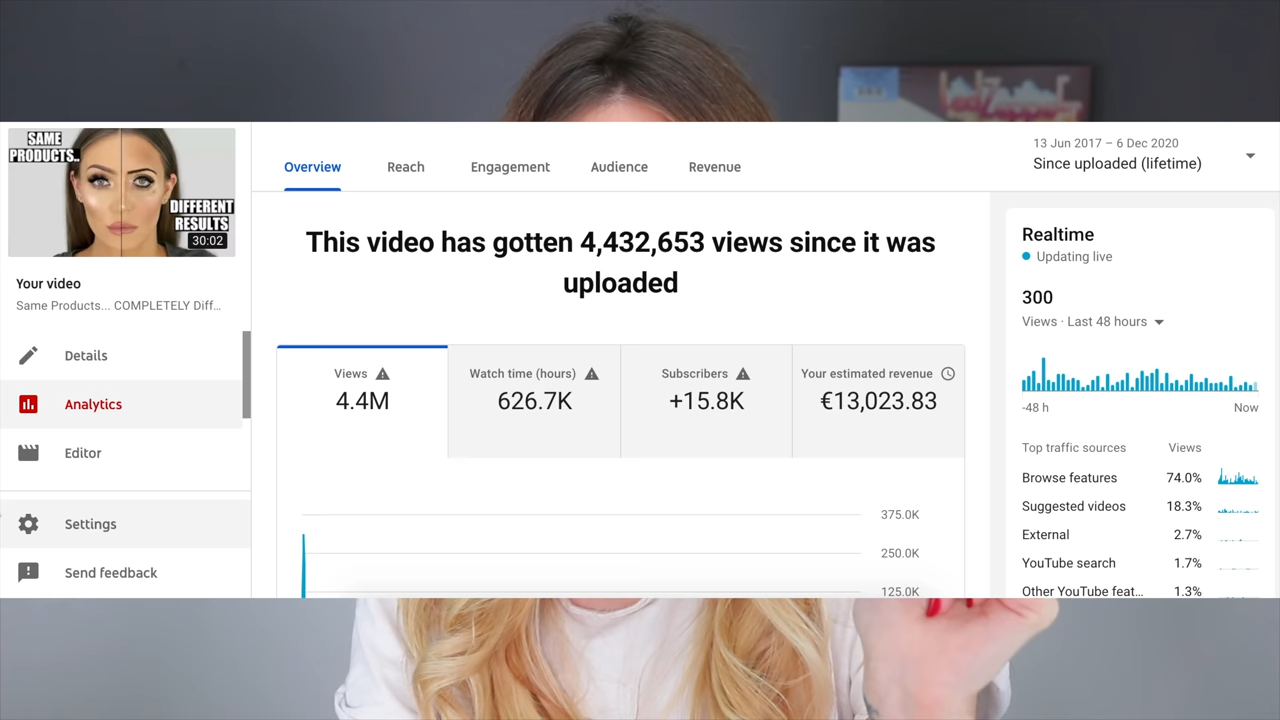 SAME
PRODUCTS..
DIFFERENT
RESULTS
30:02
Your video
Same Products... COMPLETELY Diff...
Details
Analytics
Editor
Settings
Send feedback
Overview
Reach
Engagement
Audience
Revenue
13 Jun 2017 – 6 Dec 2020
Since uploaded (lifetime)
This video has gotten 4,432,653 views since it was
uploaded
Views
4.4M
Watch time (hours)
626.7K
Subscribers
+15.8K
Your estimated revenue
€13,023.83
375.0K
250.0K
125.0K
Realtime
Updating live
300
Views · Last 48 hours
-48 h
Now
Top traffic sources
Views
Browse features
74.0%
Suggested videos
18.3%
External
2.7%
YouTube search
1.7%
Other YouTube feat...
1.3%